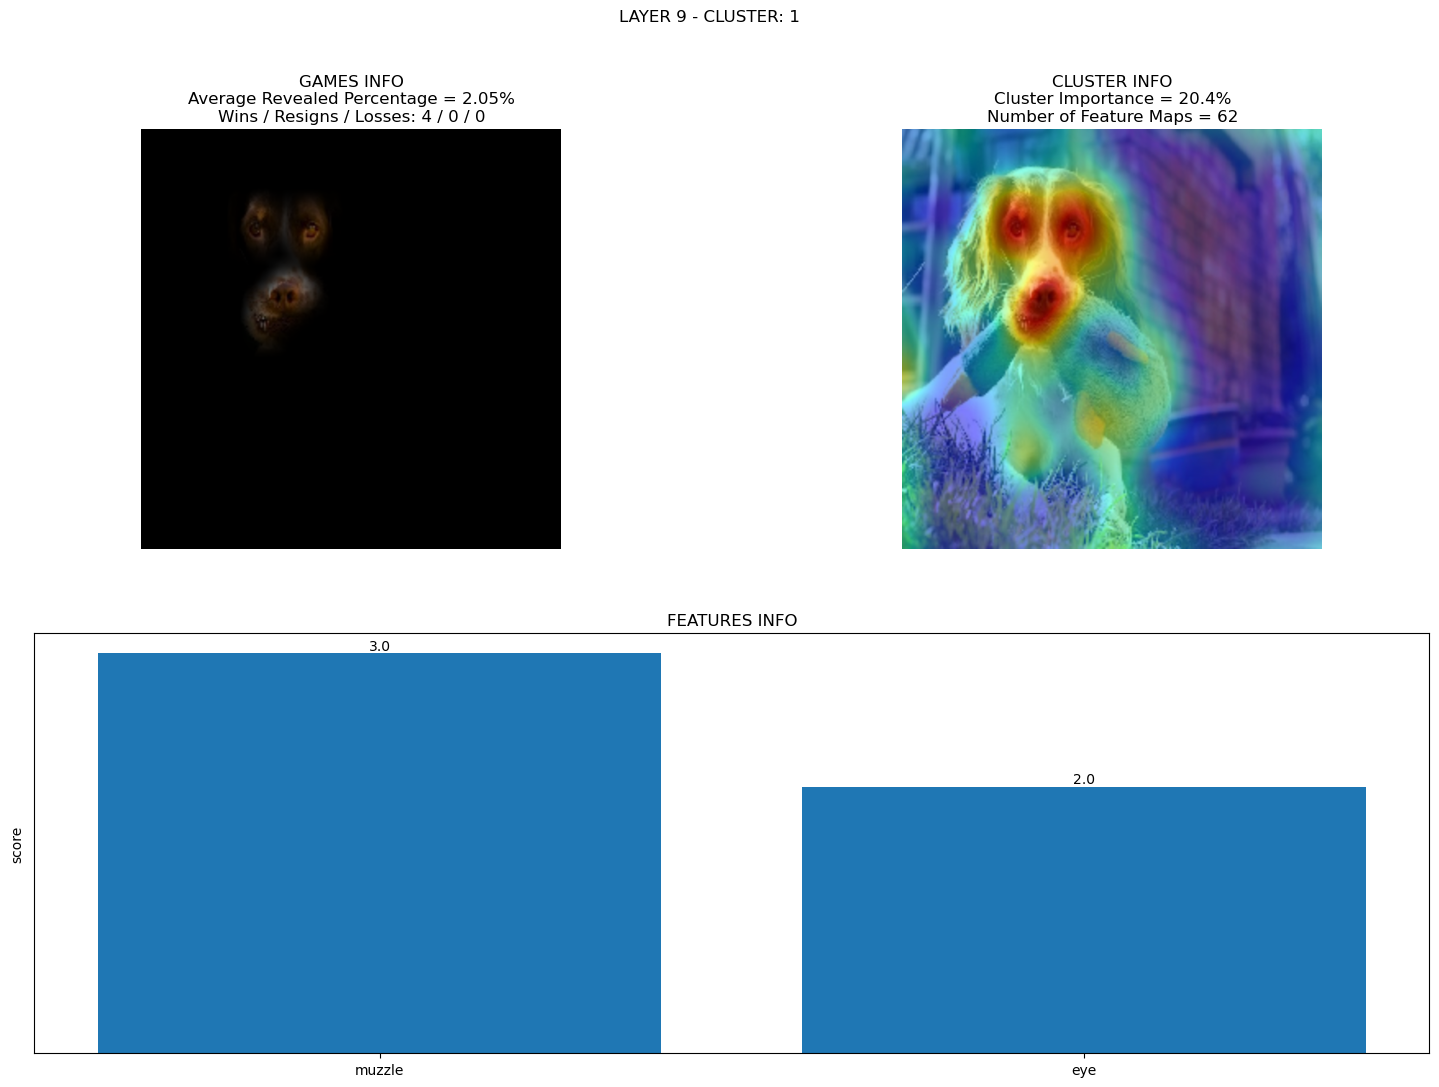 LAYER 9 - CLUSTER: 1
GAMES INFO
Average Revealed Percentage = 2.05%
Wins / Resigns / Losses: 4 / 0 / 0
CLUSTER INFO
Cluster Importance = 20.4%
Number of Feature Maps = 62
FEATURES INFO
3.0
2.0
score
muzzle
eye